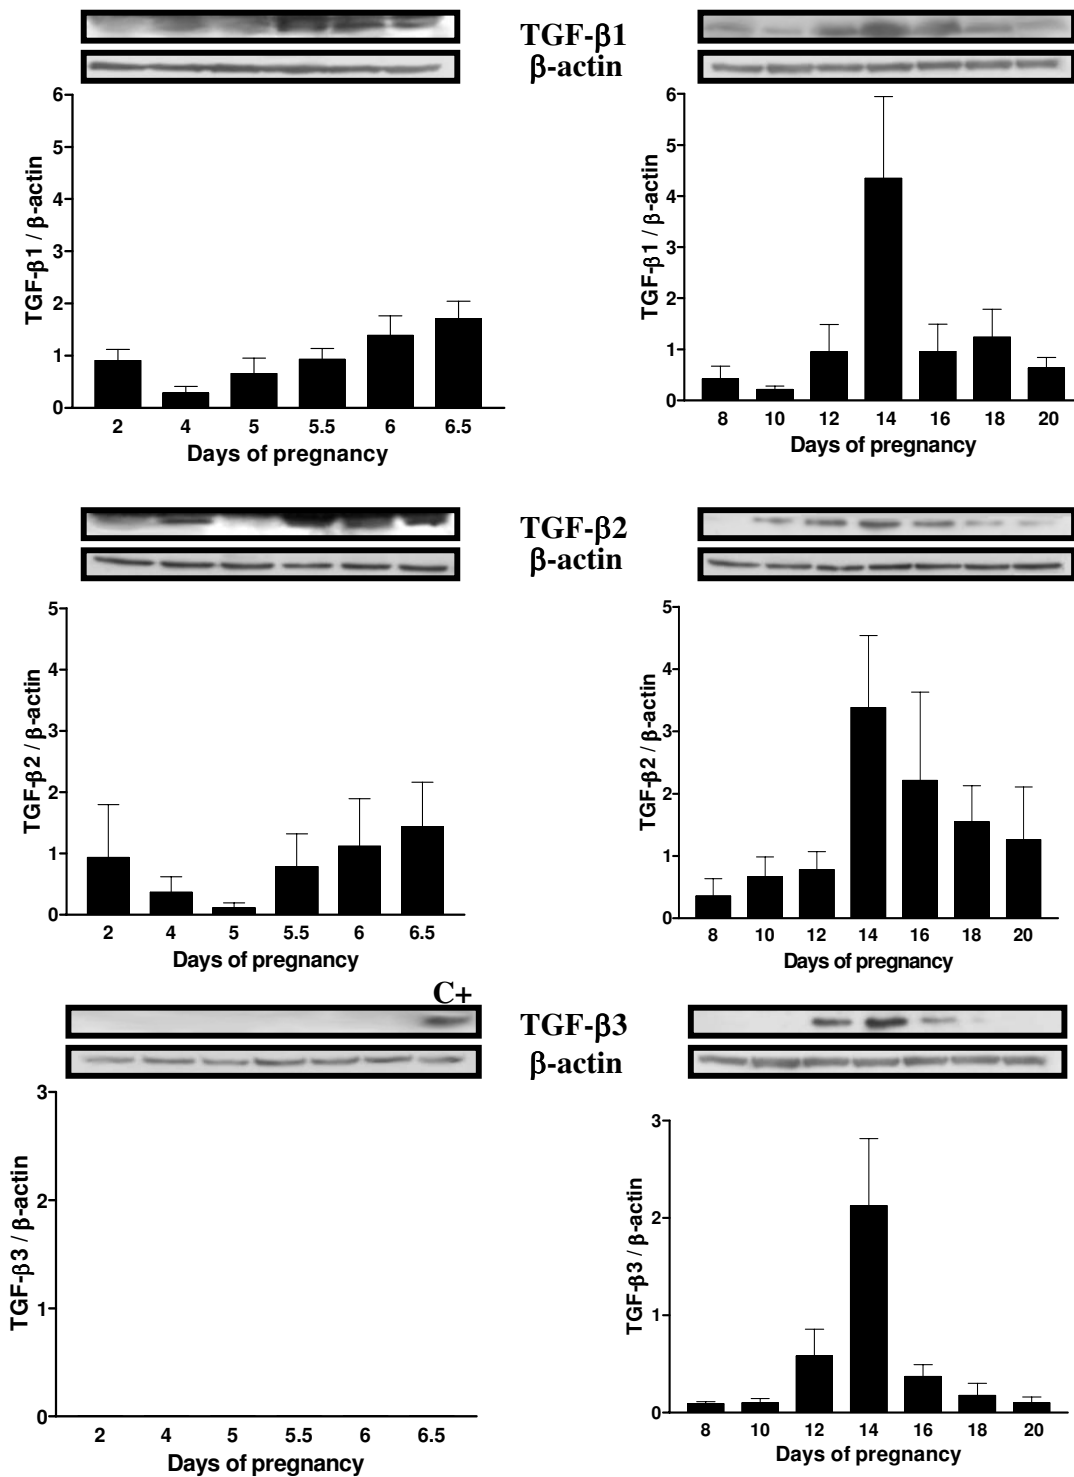 TGF-β1
β-actin
6
5
4
3
2
1
0
TGF-β1 / β-actin
2 4 5 5.5 6 6.5
Days of pregnancy
6
5
4
3
2
1
0
TGF-β1 / β-actin
8 10 12 14 16 18 20
Days of pregnancy
TGF-β2
β-actin
5
4
3
2
1
0
TGF-β2 / β-actin
2 4 5 5.5 6 6.5
Days of pregnancy
5
4
3
2
1
0
TGF-β2 / β-actin
8 10 12 14 16 18 20
Days of pregnancy
C+
TGF-β3
β-actin
3
2
1
0
TGF-β3 / β-actin
2 4 5 5.5 6 6.5
Days of pregnancy
3
2
1
0
TGF-β3 / β-actin
8 10 12 14 16 18 20
Days of pregnancy